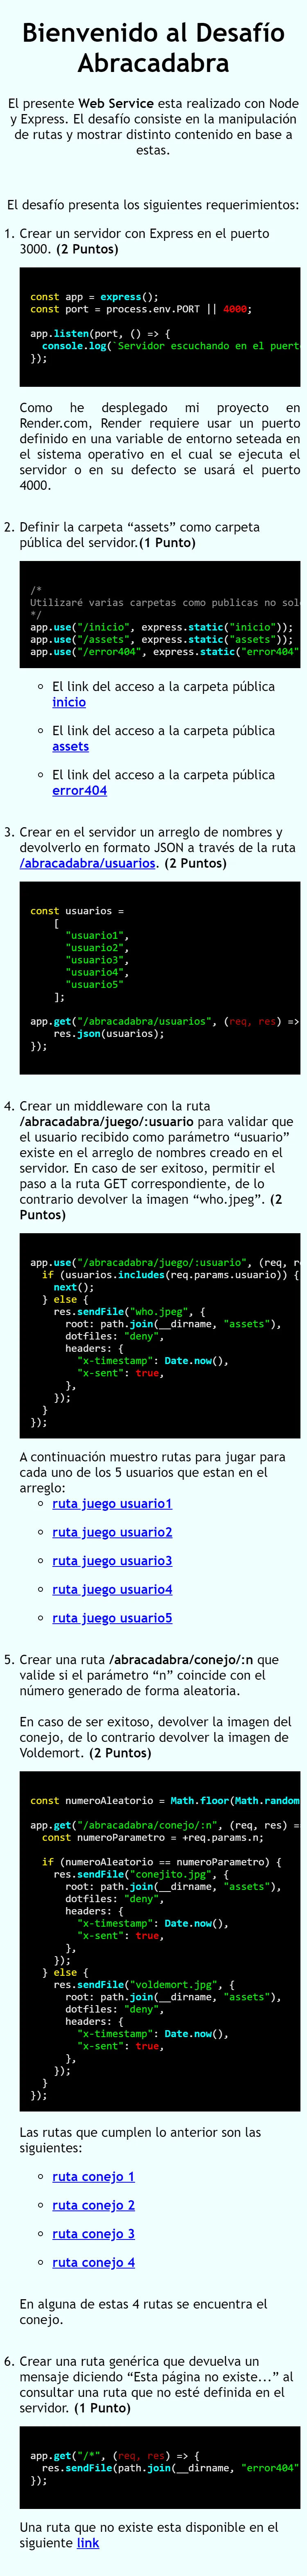 Bienvenido al Desafío
Abracadabra
El presente Web Service esta realizado con Node
y Express. El desafío consiste en la manipulación
de rutas y mostrar distinto contenido en base a
estas.
El desafío presenta los siguientes requerimientos:
1. Crear un servidor con Express en el puerto
3000. (2 Puntos)
const app = express();
const port = process.env.PORT || 4000;
app.listen(port, () => {
console.log(`Servidor escuchando en el puert
});
Como he desplegado mi proyecto en
Render.com, Render requiere usar un puerto
definido en una variable de entorno seteada en
el sistema operativo en el cual se ejecuta el
servidor o en su defecto se usará el puerto
4000.
2. Definir la carpeta “assets” como carpeta
pública del servidor.(1 Punto)
/*
Utilizaré varias carpetas como publicas no sol
*/
app.use("/inicio", express.static("inicio"));
app.use("/assets", express.static("assets"));
app.use("/error404", express.static("error404"
El link del acceso a la carpeta pública
inicio
El link del acceso a la carpeta pública
assets
El link del acceso a la carpeta pública
error404
3. Crear en el servidor un arreglo de nombres y
devolverlo en formato JSON a través de la ruta
/abracadabra/usuarios. (2 Puntos)
const usuarios =
[
"usuario1",
"usuario2",
"usuario3",
"usuario4",
"usuario5"
];
app.get("/abracadabra/usuarios", (req, res) =>
res.json(usuarios);
});
4. Crear un middleware con la ruta
/abracadabra/juego/:usuario para validar que
el usuario recibido como parámetro “usuario”
existe en el arreglo de nombres creado en el
servidor. En caso de ser exitoso, permitir el
paso a la ruta GET correspondiente, de lo
contrario devolver la imagen “who.jpeg”. (2
Puntos)
app.use("/abracadabra/juego/:usuario", (req, r
if (usuarios.includes(req.params.usuario)) {
next();
} else {
res.sendFile("who.jpeg", {
root: path.join(__dirname, "assets"),
dotfiles: "deny",
headers: {
"x-timestamp": Date.now(),
"x-sent": true,
},
});
}
});
A continuación muestro rutas para jugar para
cada uno de los 5 usuarios que estan en el
arreglo:
ruta juego usuario1
ruta juego usuario2
ruta juego usuario3
ruta juego usuario4
ruta juego usuario5
5. Crear una ruta /abracadabra/conejo/:n que
valide si el parámetro “n” coincide con el
número generado de forma aleatoria.
En caso de ser exitoso, devolver la imagen del
conejo, de lo contrario devolver la imagen de
Voldemort. (2 Puntos)
const numeroAleatorio = Math.floor(Math.random
app.get("/abracadabra/conejo/:n", (req, res) =
const numeroParametro = +req.params.n;
if (numeroAleatorio == numeroParametro) {
res.sendFile("conejito.jpg", {
root: path.join(__dirname, "assets"),
dotfiles: "deny",
headers: {
"x-timestamp": Date.now(),
"x-sent": true,
},
});
} else {
res.sendFile("voldemort.jpg", {
root: path.join(__dirname, "assets"),
dotfiles: "deny",
headers: {
"x-timestamp": Date.now(),
"x-sent": true,
},
});
}
});
Las rutas que cumplen lo anterior son las
siguientes:
ruta conejo 1
ruta conejo 2
ruta conejo 3
ruta conejo 4
En alguna de estas 4 rutas se encuentra el
conejo.
6. Crear una ruta genérica que devuelva un
mensaje diciendo “Esta página no existe...” al
consultar una ruta que no esté definida en el
servidor. (1 Punto)
app.get("/*", (req, res) => {
res.sendFile(path.join(__dirname, "error404"
});
Una ruta que no existe esta disponible en el
siguiente link